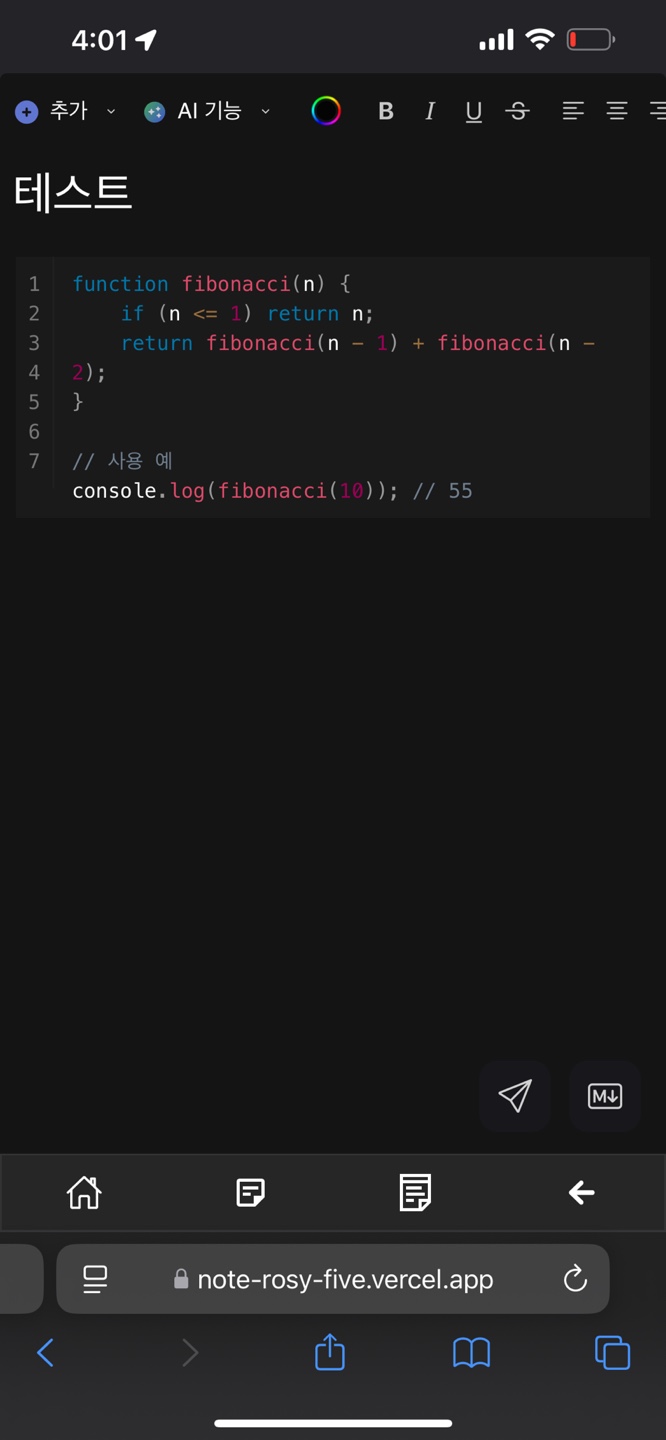 4:01
추가 AI 기능 B I U S
테스트
1 function fibonacci(n) {
2     if (n <= 1) return n;
3     return fibonacci(n - 1) + fibonacci(n -
4 2);
5 }
6
7 // 사용 예
console.log(fibonacci(10)); // 55
M↓
note-rosy-five.vercel.app